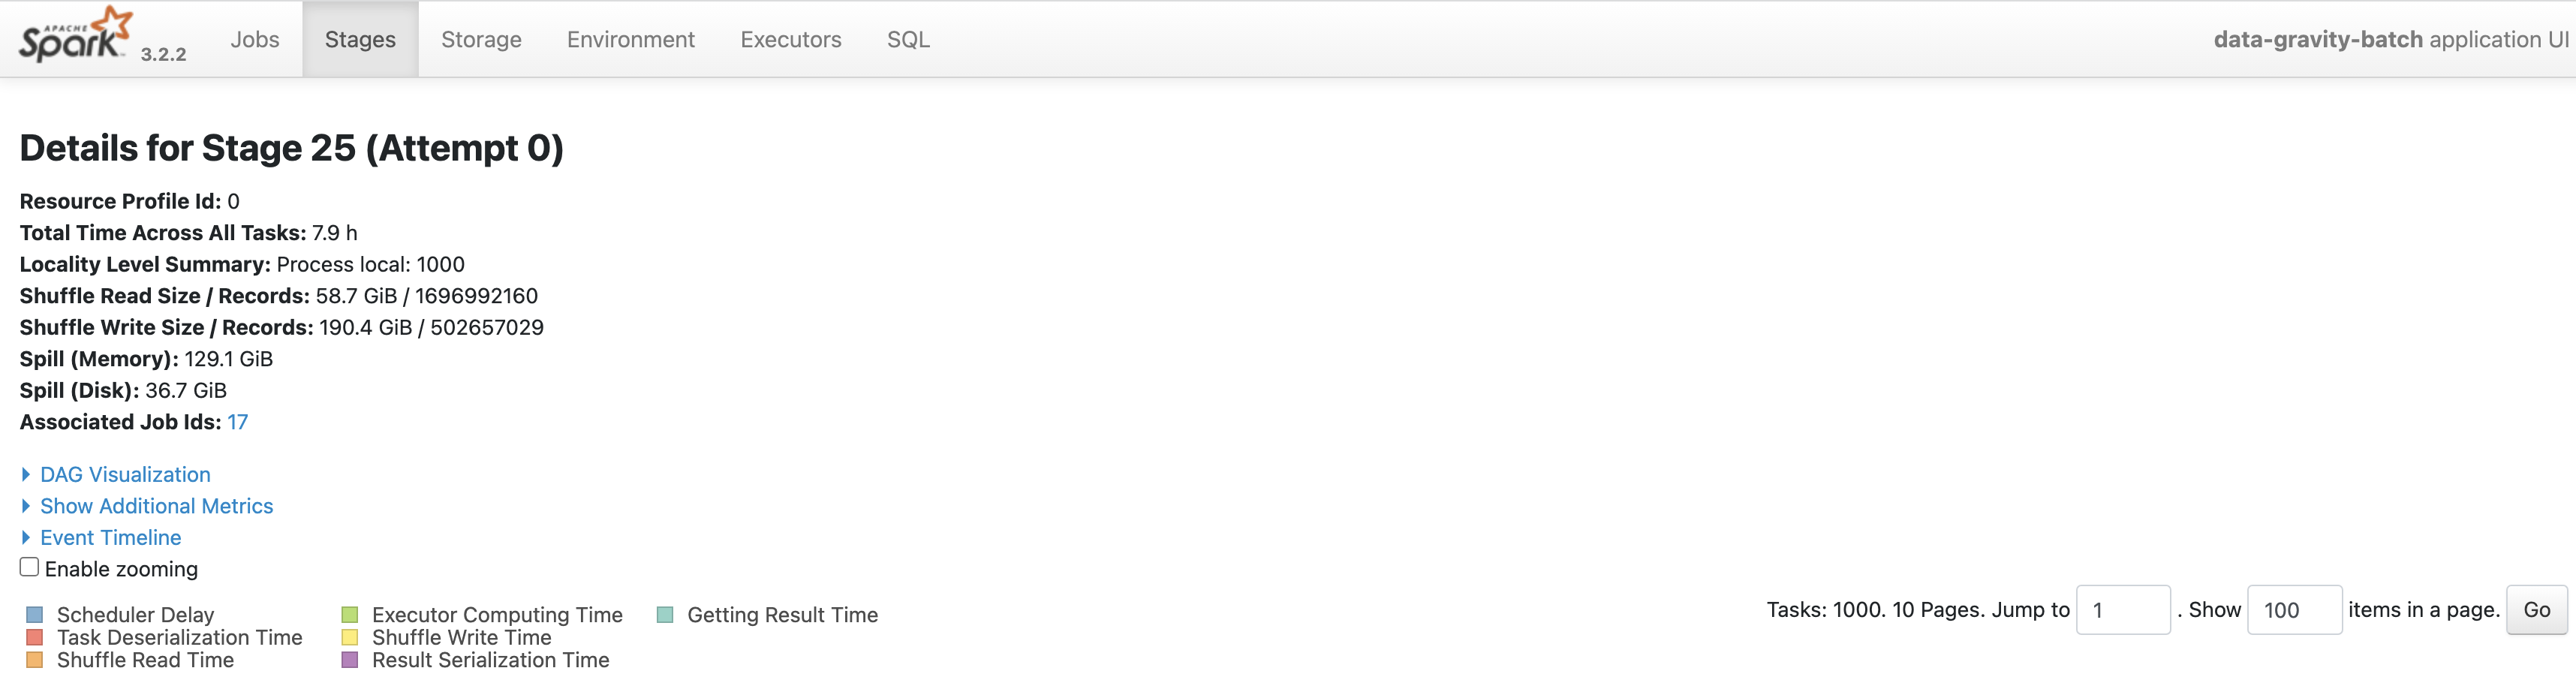 APACHE
Spark 3.2.2 Jobs Stages Storage Environment Executors SQL data-gravity-batch application UI
Details for Stage 25 (Attempt 0)
Resource Profile Id: 0
Total Time Across All Tasks: 7.9 h
Locality Level Summary: Process local: 1000
Shuffle Read Size / Records: 58.7 GiB / 1696992160
Shuffle Write Size / Records: 190.4 GiB / 502657029
Spill (Memory): 129.1 GiB
Spill (Disk): 36.7 GiB
Associated Job Ids: 17
DAG Visualization
Show Additional Metrics
Event Timeline
Enable zooming
Scheduler Delay
Task Deserialization Time
Shuffle Read Time
Executor Computing Time
Shuffle Write Time
Result Serialization Time
Getting Result Time
Tasks: 1000. 10 Pages. Jump to 1 . Show 100 items in a page. Go